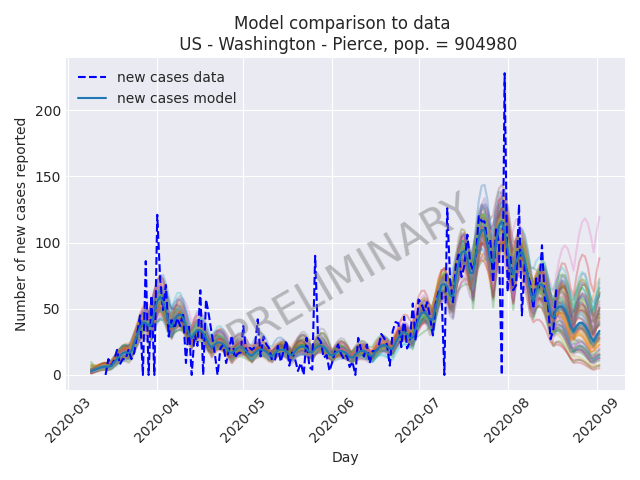 Model comparison to data
US - Washington - Pierce, pop. = 904980
new cases data
new cases model
Number of new cases reported
200
150
100
50
0
PRELIMINARY
2020-03
2020-04
2020-05
2020-06
2020-07
2020-08
2020-09
Day